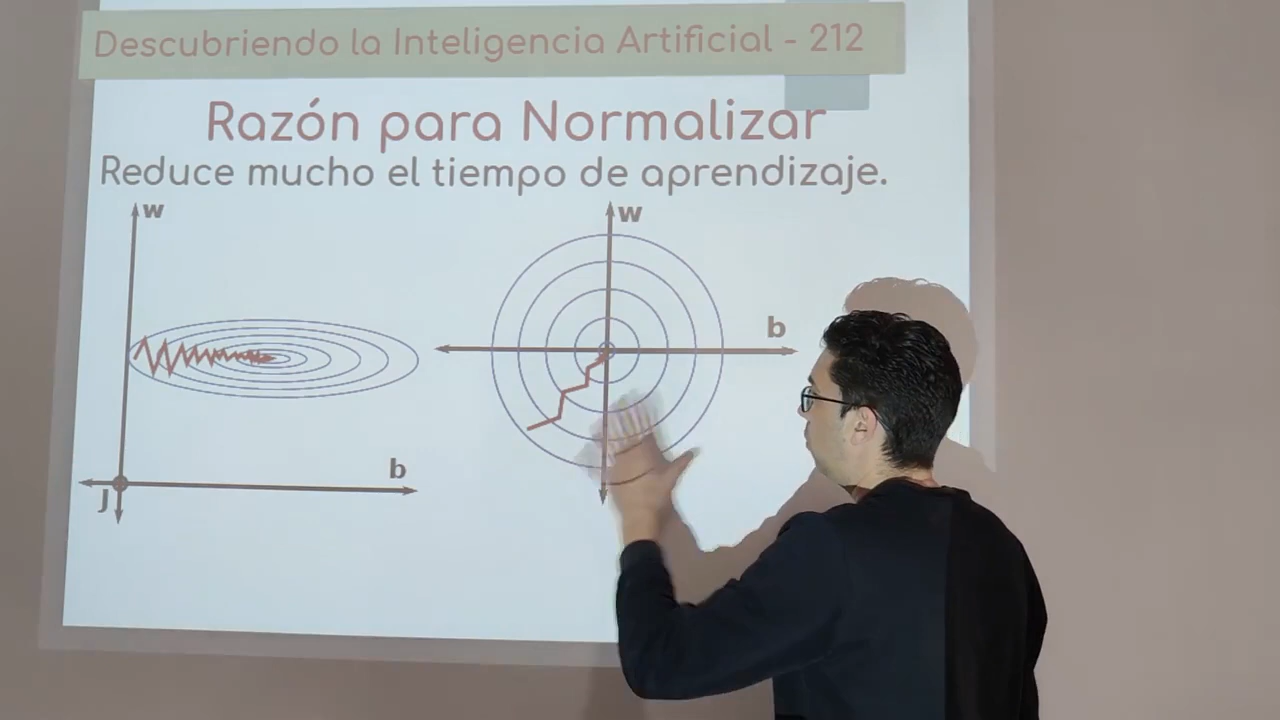 Descubriendo la Inteligencia Artificial - 212
Razón para Normalizar
Reduce mucho el tiempo de aprendizaje.
w
b
J
w
b